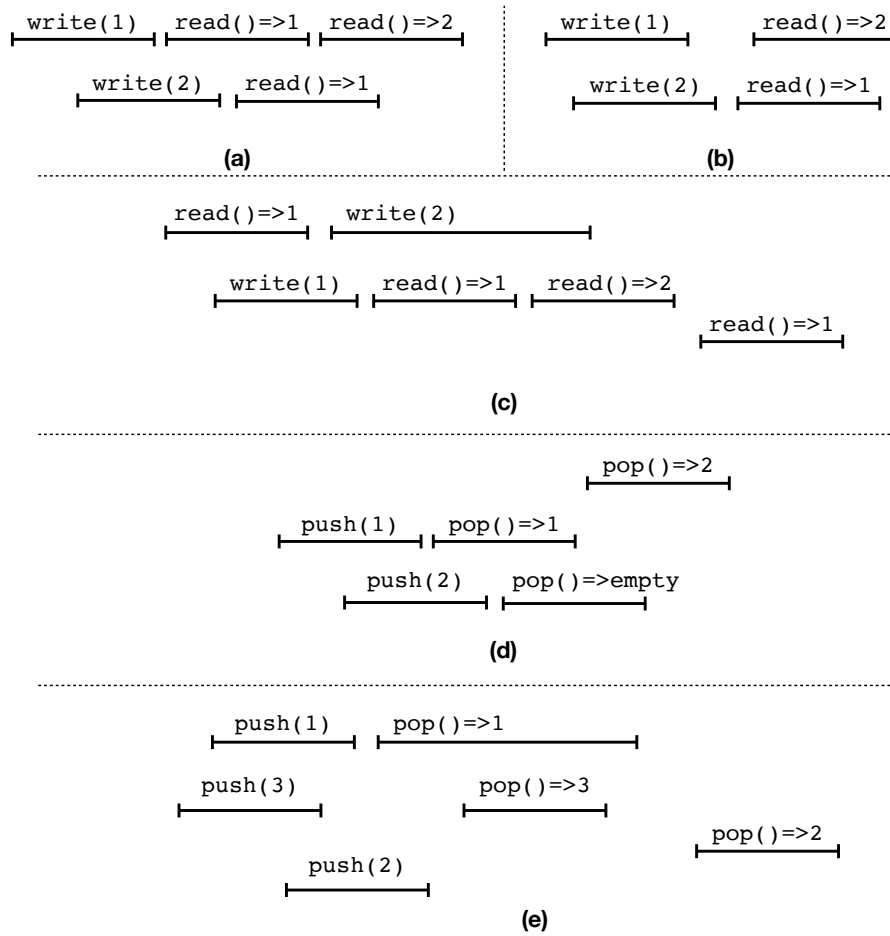 write(1) read()=>1 read()=>2
write(2) read()=>1
(a)
write(1) read()=>2
write(2) read()=>1
(b)
read()=>1 write(2)
write(1) read()=>1 read()=>2
read()=>1
(c)
pop()=>2
push(1) pop()=>1
push(2) pop()=>empty
(d)
push(1) pop()=>1
push(3) pop()=>3
pop()=>2
push(2)
(e)